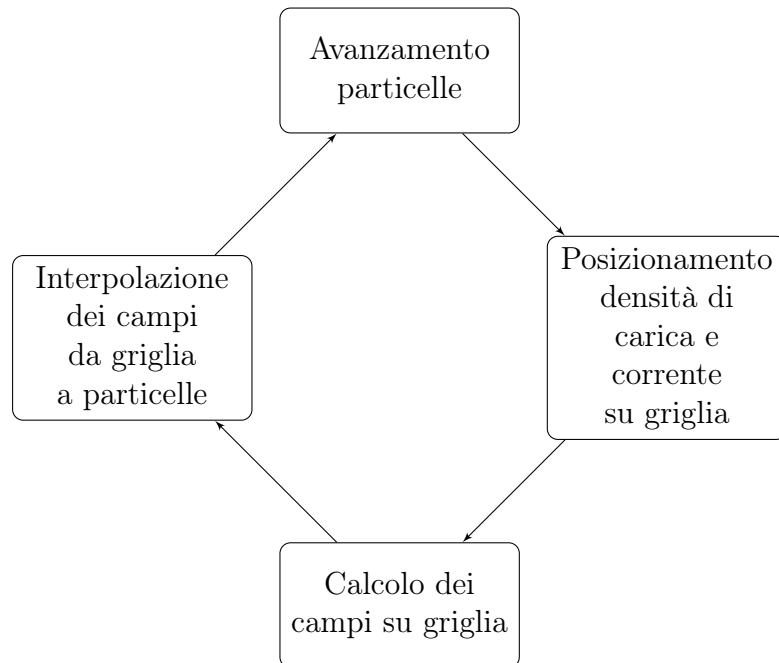 Avanzamento
particelle
Interpolazione
dei campi
da griglia
a particelle
Posizionamento
densità di
carica e
corrente
su griglia
Calcolo dei
campi su griglia